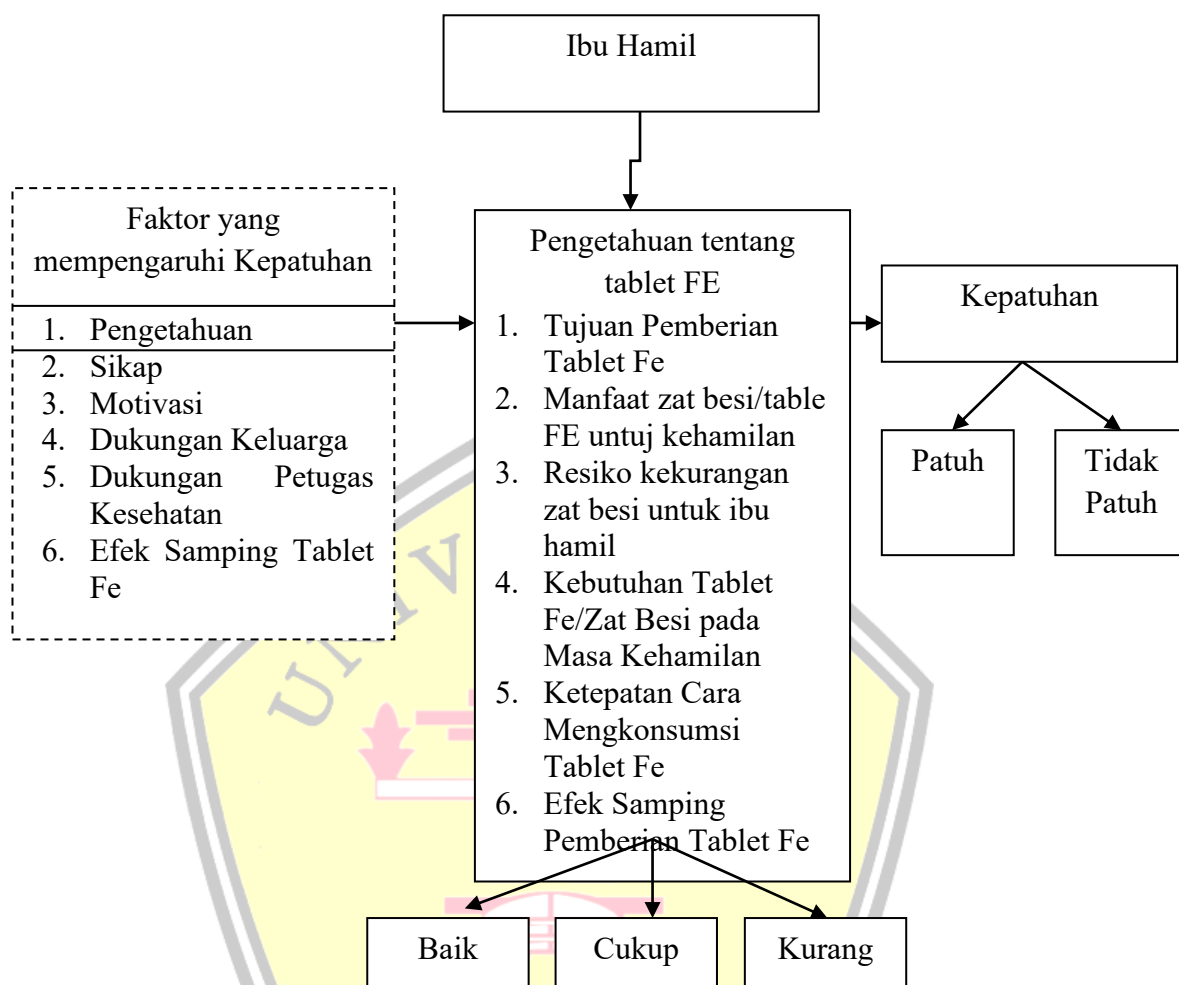 Ibu Hamil
Faktor yang
mempengaruhi Kepatuhan
1. Pengetahuan
2. Sikap
3. Motivasi
4. Dukungan Keluarga
5. Dukungan Petugas
Kesehatan
6. Efek Samping Tablet
Fe
Pengetahuan tentang
tablet FE
1. Tujuan Pemberian
Tablet Fe
2. Manfaat zat besi/table
FE untuj kehamilan
3. Resiko kekurangan
zat besi untuk ibu
hamil
4. Kebutuhan Tablet
Fe/Zat Besi pada
Masa Kehamilan
5. Ketepatan Cara
Mengkonsumsi
Tablet Fe
6. Efek Samping
Pemberian Tablet Fe
Kepatuhan
Patuh
Tidak
Patuh
Baik
Cukup
Kurang